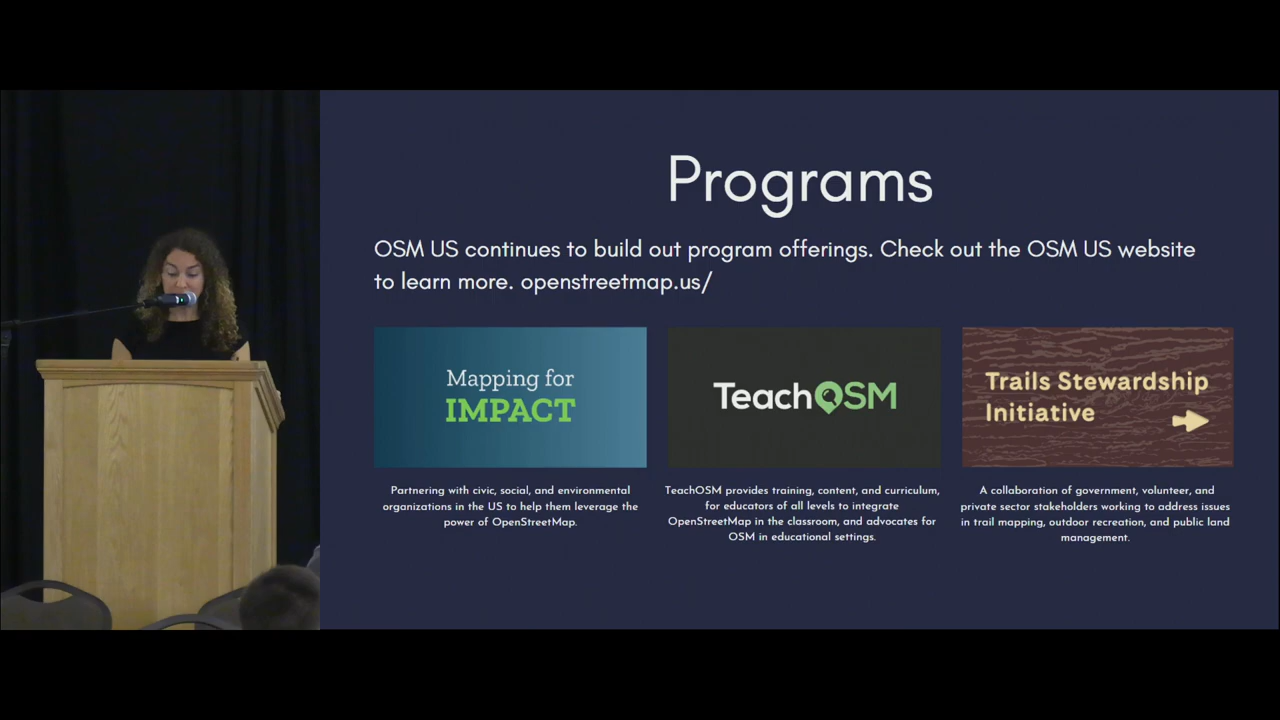 Programs
OSM US continues to build out program offerings. Check out the OSM US website
to learn more. openstreetmap.us/
Mapping for
IMPACT
TeachOSM
Trails Stewardship
Initiative
Partnering with civic, social, and environmental
organizations in the US to help them leverage the
power of OpenStreetMap.
TeachOSM provides training, content, and curriculum,
for educators of all levels to integrate
OpenStreetMap in the classroom, and advocates for
OSM in educational settings.
A collaboration of government, volunteer, and
private sector stakeholders working to address issues
in trail mapping, outdoor recreation, and public land
management.